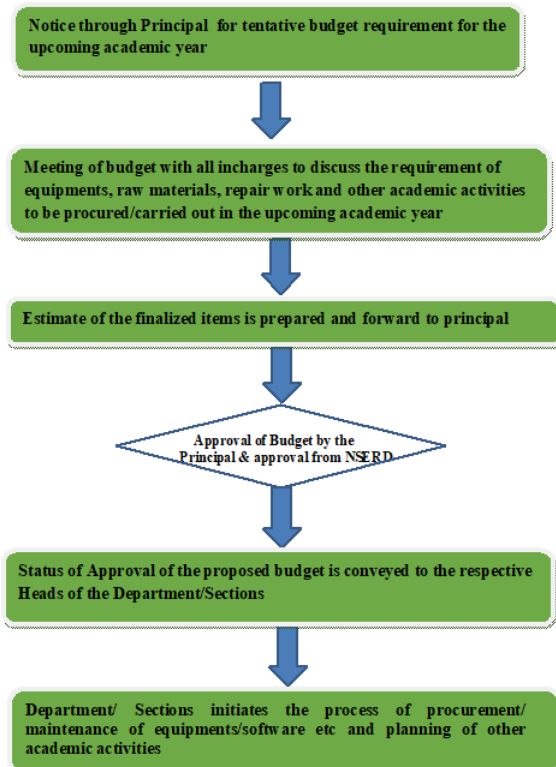 Notice through Principal for tentative budget requirement for the
upcoming academic year
Meeting of budget with all incharges to discuss the requirement of
equipments, raw materials, repair work and other academic activities
to be procured/carried out in the upcoming academic year
Estimate of the finalized items is prepared and forward to principal
Approval of Budget by the
Principal & approval from NSERD
Status of Approval of the proposed budget is conveyed to the respective
Heads of the Department/Sections
Department/ Sections initiates the process of procurement/
maintenance of equipments/software etc and planning of other
academic activities